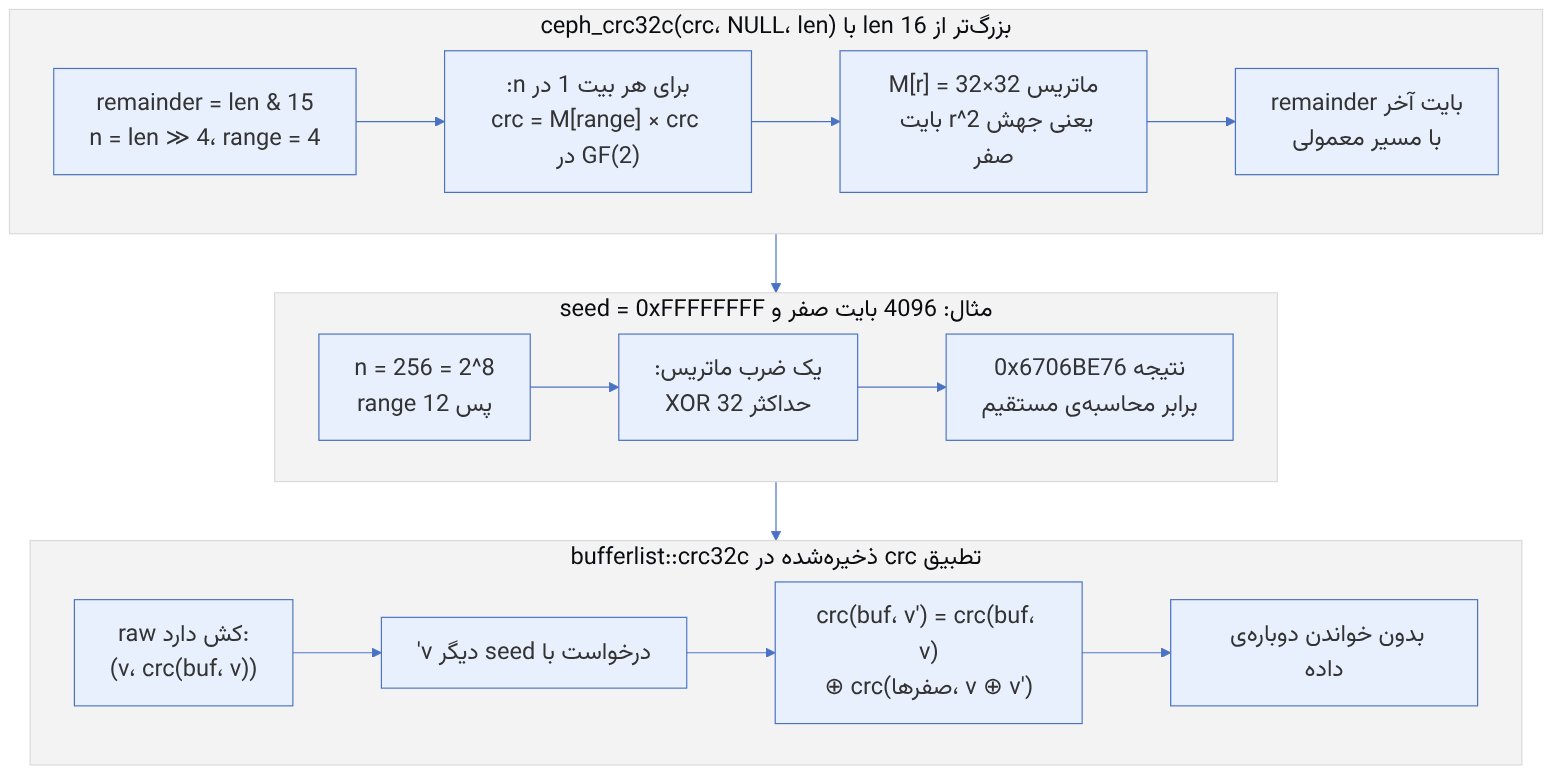 ceph_crc32c(crc، NULL، len) با len بزرگ‌تر از 16
remainder = len & 15
n = len ≫ 4، range = 4
برای هر بیت 1 در n:
crc = M[range] × crc
در GF(2)
ماتریس 32×32 = M[r]
یعنی جهش 2^r بایت
صفر
remainder بایت آخر
با مسیر معمولی
مثال: 4096 بایت صفر و seed = 0xFFFFFFFF
n = 256 = 2^8
پس range 12
یک ضرب ماتریس:
حداکثر 32 XOR
نتیجه 0x6706BE76
برابر محاسبه‌ی مستقیم
تطبیق crc ذخیره‌شده در bufferlist::crc32c
raw کش دارد:
(v، crc(buf، v))
درخواست با seed دیگر v'
crc(buf، v') = crc(buf،
v)
⊕ crc(صفرها، v ⊕ v')
بدون خواندن دوباره‌ی
داده